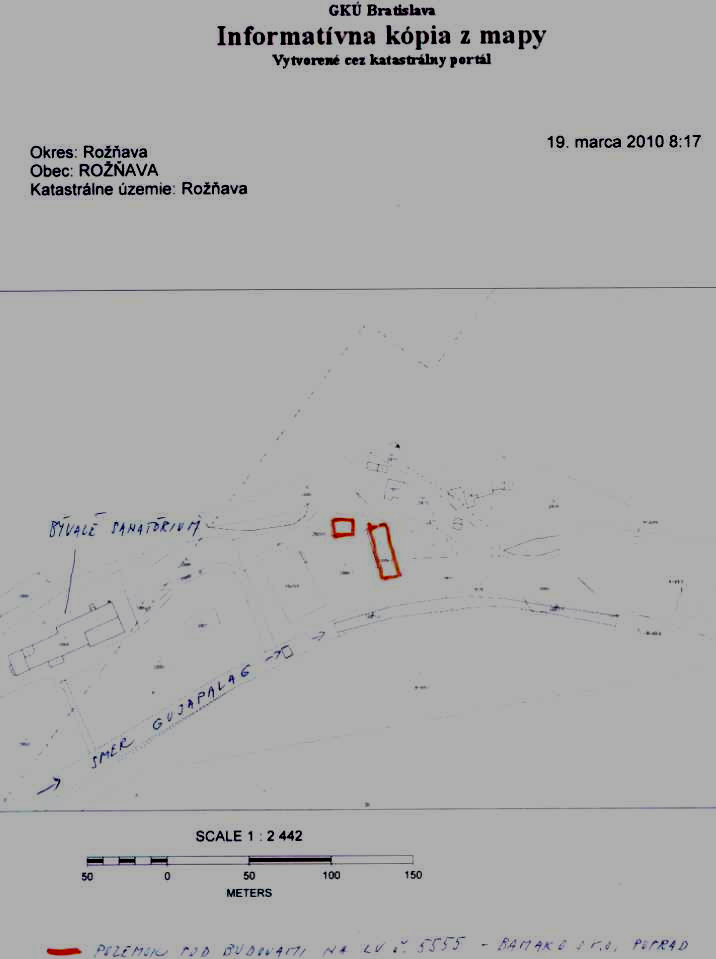 GKÚ Bratislava
Informatívna kópia z mapy
Vytvorené cez katastrálny portál
19. marca 2010 8:17
Okres: Rožňava
Obec: ROŽŇAVA
Katastrálne územie: Rožňava
BÝVALÉ SANATÓRIUM
SMER GUJAPALAG
SCALE 1 : 2 442
50 0 50 100 150
METERS
POZEMOK POD BUDOVAMI NA LV č. 5555 - BAMAKO s.r.o. POPRAD